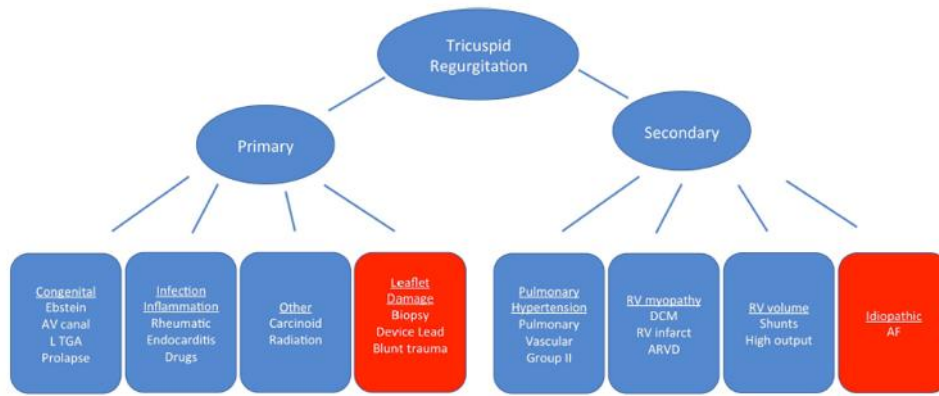 Tricuspid
Regurgitation
Primary
Secondary
Congenital
Ebstein
AV canal
L TGA
Prolapse
Infection
Inflammation
Rheumatic
Endocarditis
Drugs
Other
Carcinoid
Radiation
Leaflet
Damage
Biopsy
Device Lead
Blunt trauma
Pulmonary
Hypertension
Pulmonary
Vascular
Group II
RV myopathy
DCM
RV infarct
ARVD
RV volume
Shunts
High output
Idiopathic
AF